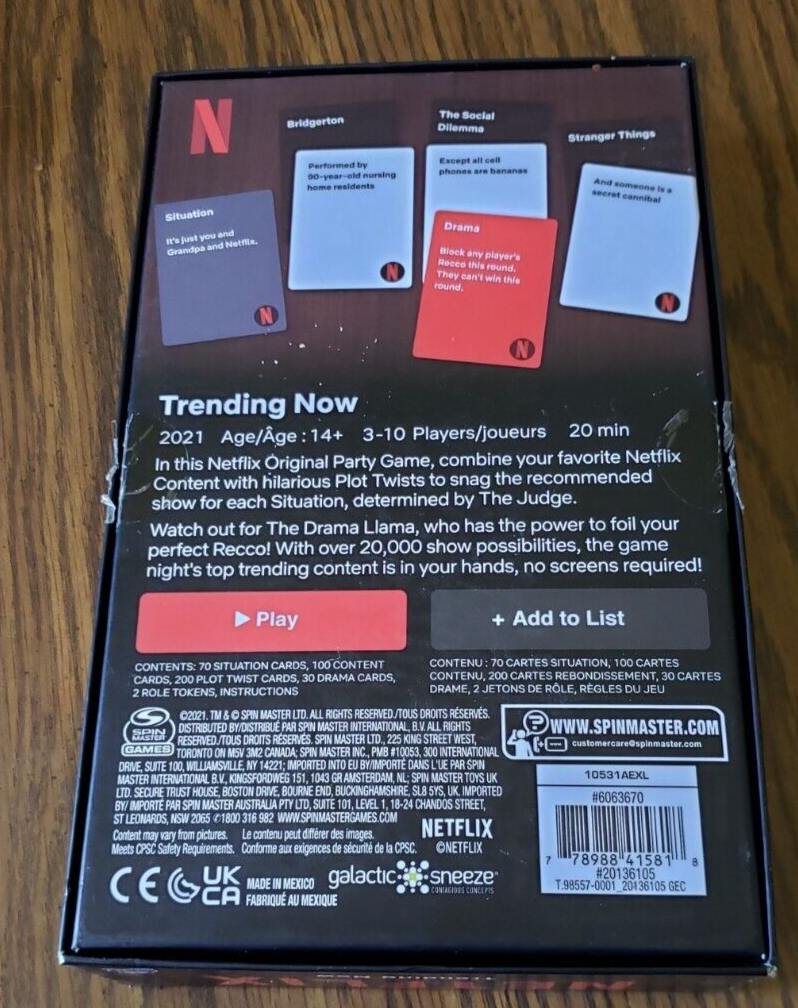 N
Bridgerton
The Social
Dilemma
Stranger Things
Performed by
90-year-old nursing
home residents
N
Except all cell
phones are bananas
And someone is a
secret cannibal
N
Situation
It's just you and
Grandpa and Netflix.
N
Drama
Block any player's
Recco this round.
They can't win this
round.
N
Trending Now
2021 Age/Âge : 14+ 3-10 Players/joueurs 20 min
In this Netflix Original Party Game, combine your favorite Netflix
Content with hilarious Plot Twists to snag the recommended
show for each Situation, determined by The Judge.
Watch out for The Drama Llama, who has the power to foil your
perfect Recco! With over 20,000 show possibilities, the game
night's top trending content is in your hands, no screens required!
Play
+ Add to List
CONTENTS: 70 SITUATION CARDS, 100 CONTENT
CARDS, 200 PLOT TWIST CARDS, 30 DRAMA CARDS,
2 ROLE TOKENS, INSTRUCTIONS
CONTENU : 70 CARTES SITUATION, 100 CARTES
CONTENU, 200 CARTES REBONDISSEMENT, 30 CARTES
DRAME, 2 JETONS DE RÔLE, RÈGLES DU JEU
SPIN
MASTER
GAMES
©2021. TM & © SPIN MASTER LTD. ALL RIGHTS RESERVED./TOUS DROITS RÉSERVÉS.
DISTRIBUTED BY/DISTRIBUÉ PAR SPIN MASTER INTERNATIONAL, B.V. ALL RIGHTS
RESERVED./TOUS DROITS RÉSERVÉS. SPIN MASTER LTD., 225 KING STREET WEST,
TORONTO ON M5V 3M2 CANADA; SPIN MASTER INC., PMB #10053, 300 INTERNATIONAL
DRIVE, SUITE 100, WILLIAMSVILLE, NY 14221; IMPORTED INTO EU BY/IMPORTÉ DANS L'UE PAR SPIN
MASTER INTERNATIONAL B.V., KINGSFORDWEG 151, 1043 GR AMSTERDAM, NL; SPIN MASTER TOYS UK
LTD. SECURE TRUST HOUSE, BOSTON DRIVE, BOURNE END, BUCKINGHAMSHIRE, SL8 5YS, UK. IMPORTED
BY/ IMPORTÉ PAR SPIN MASTER AUSTRALIA PTY LTD, SUITE 101, LEVEL 1, 18-24 CHANDOS STREET,
ST LEONARDS, NSW 2065 ✆1800 316 982 WWW.SPINMASTERGAMES.COM
Content may vary from pictures. Le contenu peut différer des images.
Meets CPSC Safety Requirements. Conforme aux exigences de sécurité de la CPSC.
NETFLIX
©NETFLIX
WWW.SPINMASTER.COM
customercare@spinmaster.com
10531AEXL
#6063670
7 78988 41581 8
#20136105
T.98557-0001_20136105 GEC
CE
UK
CA
MADE IN MEXICO
FABRIQUÉ AU MEXIQUE
galactic sneeze
CONTAGIOUS CONCEPTS